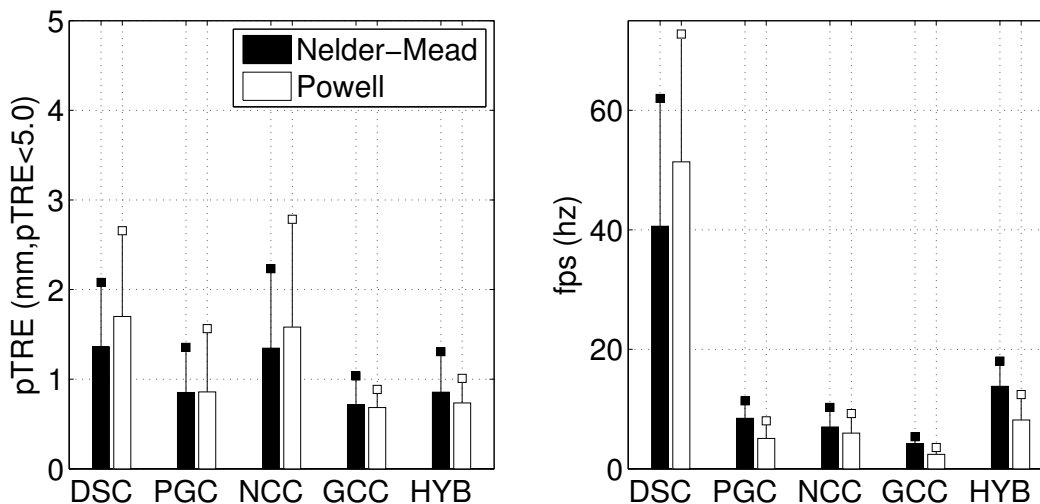 pTRE (mm,pTRE<5.0)
5
4
3
2
1
0
Nelder−Mead
Powell
DSC PGC NCC GCC HYB
fps (hz)
60
40
20
0
DSC PGC NCC GCC HYB